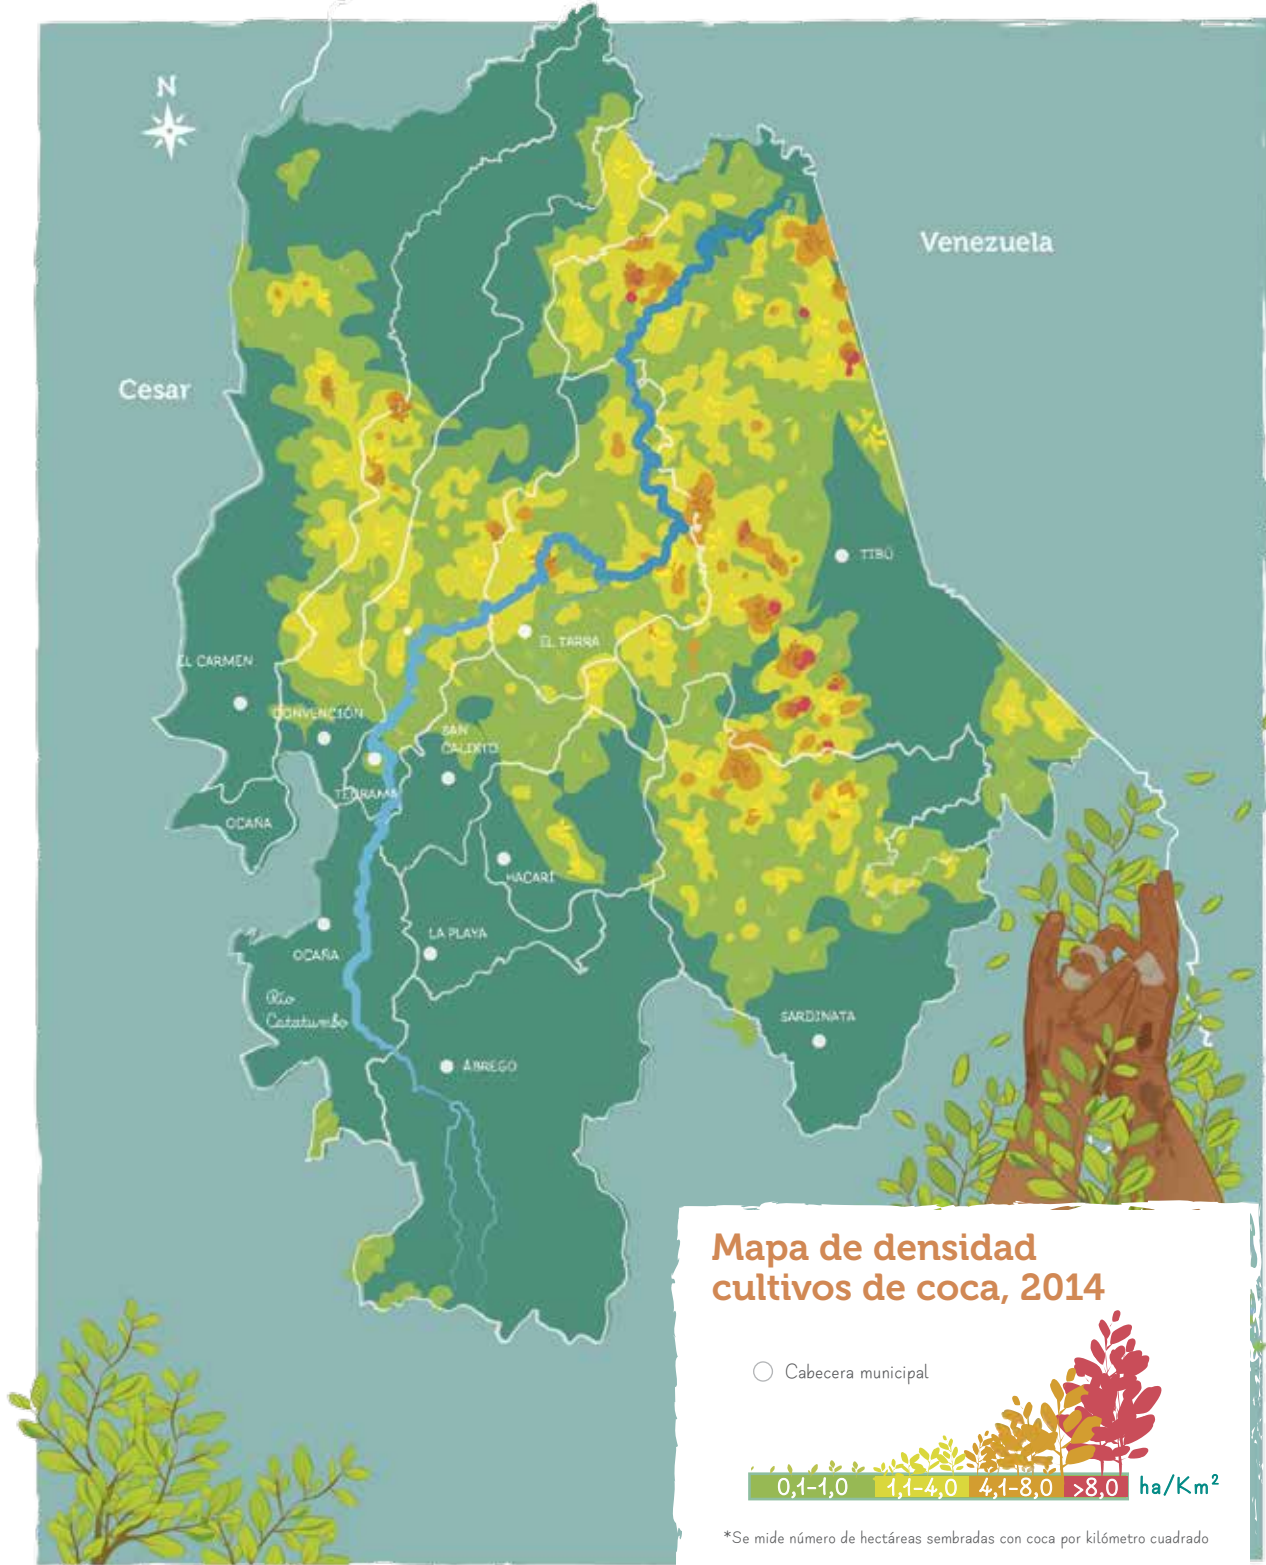 N
Venezuela
Cesar
TIBÚ
EL TARRA
EL CARMEN
CONVENCIÓN
SAN
CALIXTO
TEORAMA
OCAÑA
HACARÍ
LA PLAYA
OCAÑA
Río
Catatumbo
SARDINATA
ÁBREGO
Mapa de densidad
cultivos de coca, 2014
Cabecera municipal
0,1-1,0 1,1-4,0 4,1-8,0 >8,0 ha/Km²
*Se mide número de hectáreas sembradas con coca por kilómetro cuadrado